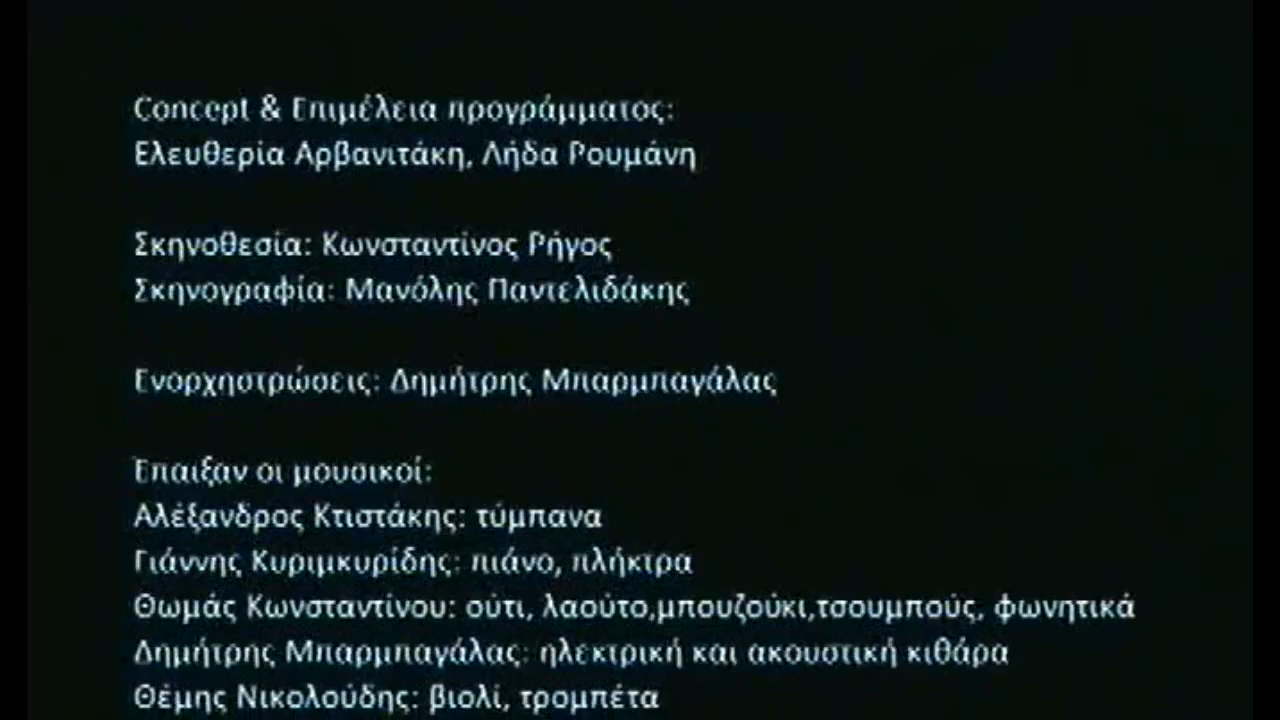 Concept & Επιμέλεια προγράμματος:
Ελευθερία Αρβανιτάκη, Λήδα Ρουμάνη
Σκηνοθεσία: Κωνσταντίνος Ρήγος
Σκηνογραφία: Μανόλης Παντελιδάκης
Ενορχηστρώσεις: Δημήτρης Μπαρμπαγάλας
Έπαιξαν οι μουσικοί:
Αλέξανδρος Κτιστάκης: τύμπανα
Γιάννης Κυριμκυρίδης: πιάνο, πλήκτρα
Θωμάς Κωνσταντίνου: ούτι, λαούτο,μπουζούκι,τσουμπούς, φωνητικά
Δημήτρης Μπαρμπαγάλας: ηλεκτρική και ακουστική κιθάρα
Θέμης Νικολούδης: βιολί, τρομπέτα